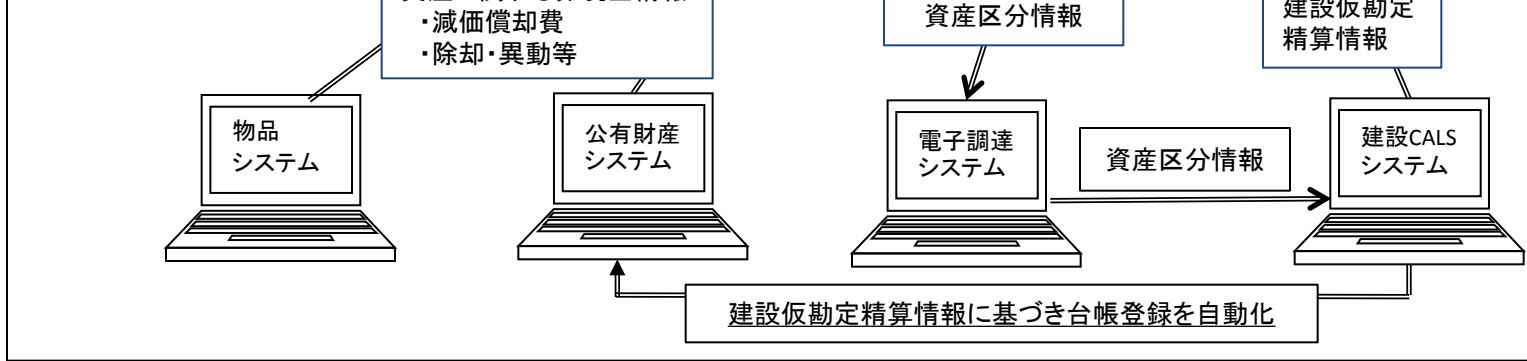 ・減価償却費
・除却・異動等
資産区分情報
建設仮勘定
精算情報
物品
システム
公有財産
システム
電子調達
システム
資産区分情報
建設CALS
システム
建設仮勘定精算情報に基づき台帳登録を自動化